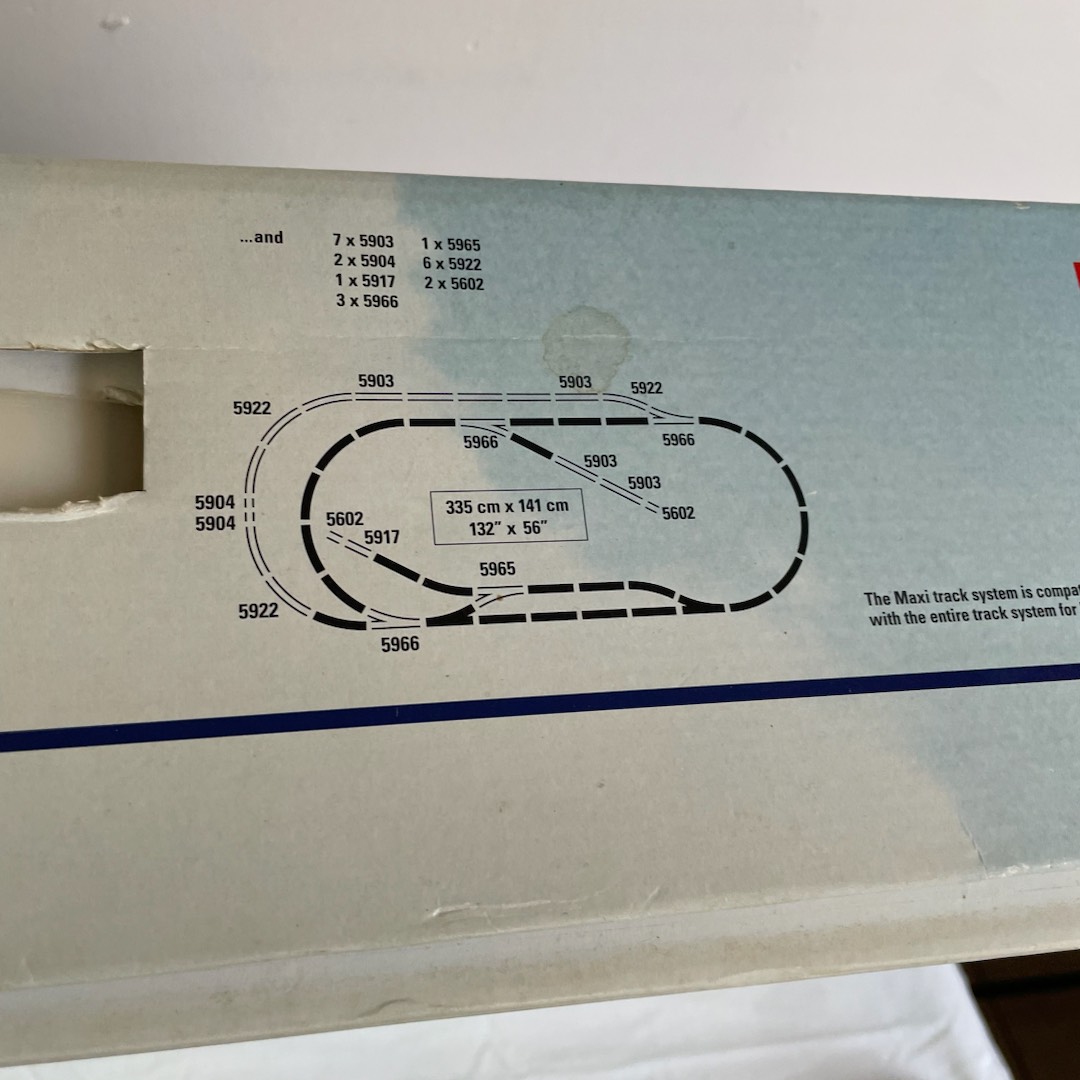 ...and
7 x 5903 1 x 5965
2 x 5904 6 x 5922
1 x 5917 2 x 5602
3 x 5966
5903
5903
5922
5922
5966
5966
5903
5903
5602
5904
5904
335 cm x 141 cm
132” x 56”
5602
5917
5965
5922
5966
The Maxi track system is
with the entire track system for